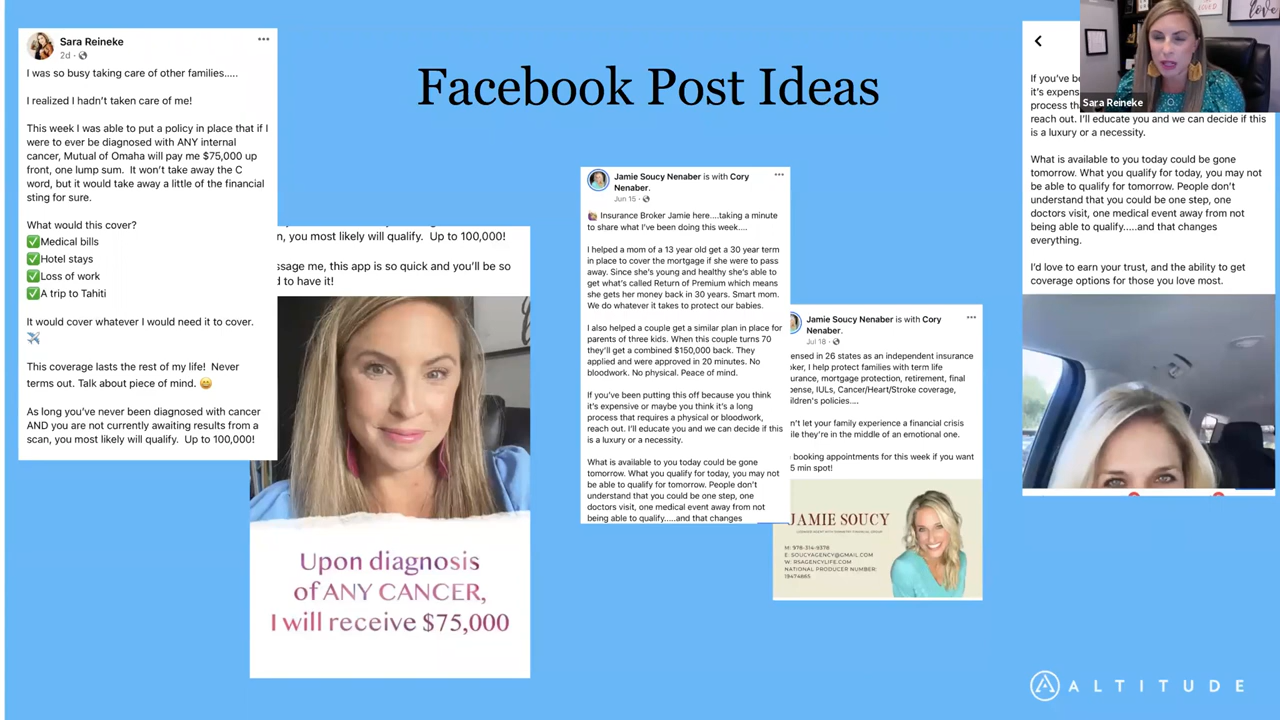 Facebook Post Ideas
Sara Reineke
2d
I was so busy taking care of other families.....
I realized I hadn't taken care of me!
This week I was able to put a policy in place that if I
were to ever be diagnosed with ANY internal
cancer, Mutual of Omaha will pay me $75,000 up
front, one lump sum. It won't take away the C
word, but it would take away a little of the financial
sting for sure.
What would this cover?
✅Medical bills
✅Hotel stays
✅Loss of work
✅A trip to Tahiti
It would cover whatever I would need it to cover.
This coverage lasts the rest of my life! Never
terms out. Talk about piece of mind. 😀
As long you've never been diagnosed with cancer
AND you are not currently awaiting results from a
scan, you most likely will qualify. Up to 100,000!
n, you most likely will qualify. Up to 100,000!
ssage me, this app is so quick and you'll be so
d to have it!
Upon diagnosis
of ANY CANCER,
I will receive $75,000
Jamie Soucy Nenaber is with Cory
Nenaber.
Jun 15
Insurance Broker Jamie here....taking a minute
to share what I've been doing this week....
I helped a mom of a 13 year old get a 30 year term
in place to cover the mortgage if she were to pass
away. Since she's young and healthy she's able to
get what's called Return of Premium which means
she gets her money back in 30 years. Smart mom.
We do whatever it takes to protect our babies.
I also helped a couple get a similar plan in place for
parents of three kids. When this couple turns 70
they'll get a combined $150,000 back. They
applied and were approved in 20 minutes. No
bloodwork. No physical. Peace of mind.
If you've been putting this off because you think
it's expensive or maybe you think it's a long
process that requires a physical or bloodwork,
reach out. I'll educate you and we can decide if this
is a luxury or a necessity.
What is available to you today could be gone
tomorrow. What you qualify for today, you may not
be able to qualify for tomorrow. People don't
understand that you could be one step, one
doctors visit, one medical event away from not
being able to qualify.....and that changes
Jamie Soucy Nenaber is with Cory
Nenaber.
Jul 18
ensed in 26 states as an independent insurance
ker, I help protect families with term life
urance, mortgage protection, retirement, final
pense, IULs, Cancer/Heart/Stroke coverage,
ildren's policies....
n't let your family experience a financial crisis
ile they're in the middle of an emotional one.
booking appointments for this week if you want
5 min spot!
JAMIE SOUCY
M: 978-314-9378
E: SOUCYAGENCY@GMAIL.COM
W: RSAGENCYLIFE.COM
NATIONAL PRODUCER NUMBER:
19474665
If you've be
it's expens
process th
reach out. I'll educate you and we can decide if this
is a luxury or a necessity.
What is available to you today could be gone
tomorrow. What you qualify for today, you may not
be able to qualify for tomorrow. People don't
understand that you could be one step, one
doctors visit, one medical event away from not
being able to qualify.....and that changes
everything.
I'd love to earn your trust, and the ability to get
coverage options for those you love most.
Sara Reineke
LOVED
love
ALTITUDE